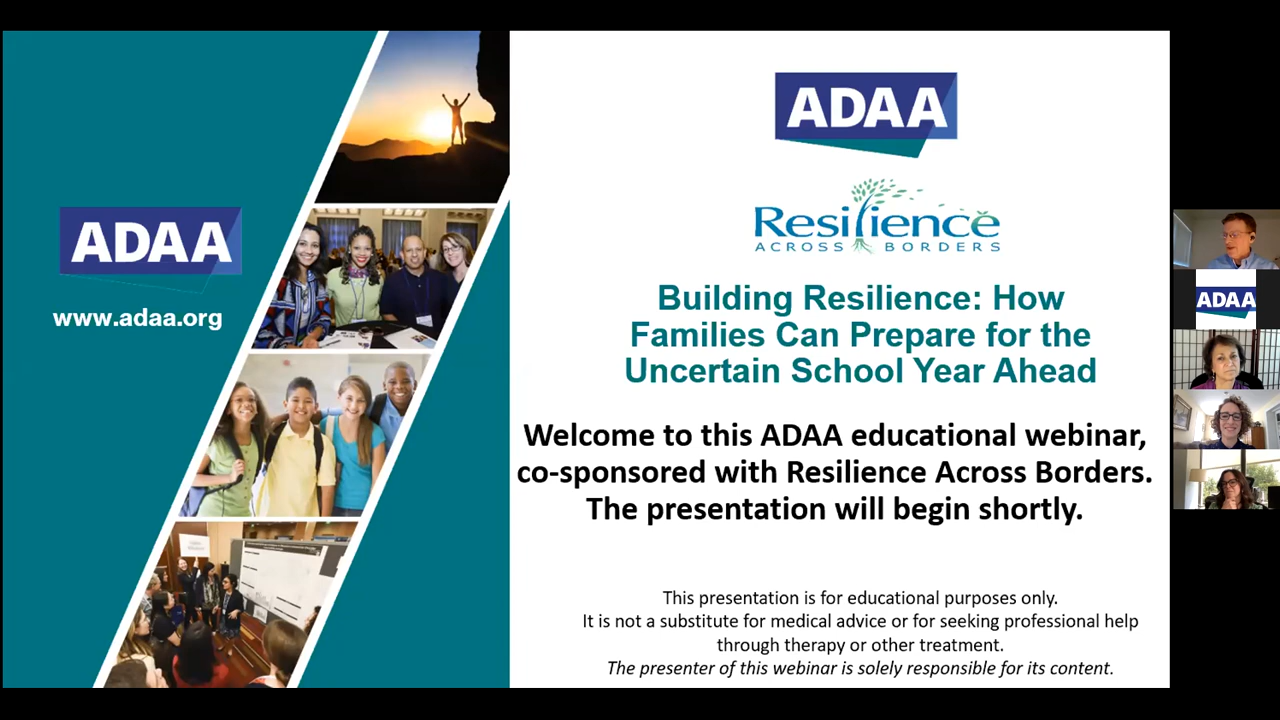 ADAA
www.adaa.org
ADAA
Resilience
ACROSS BORDERS
Building Resilience: How
Families Can Prepare for the
Uncertain School Year Ahead
Welcome to this ADAA educational webinar,
co-sponsored with Resilience Across Borders.
The presentation will begin shortly.
This presentation is for educational purposes only.
It is not a substitute for medical advice or for seeking professional help
through therapy or other treatment.
The presenter of this webinar is solely responsible for its content.
ADAA